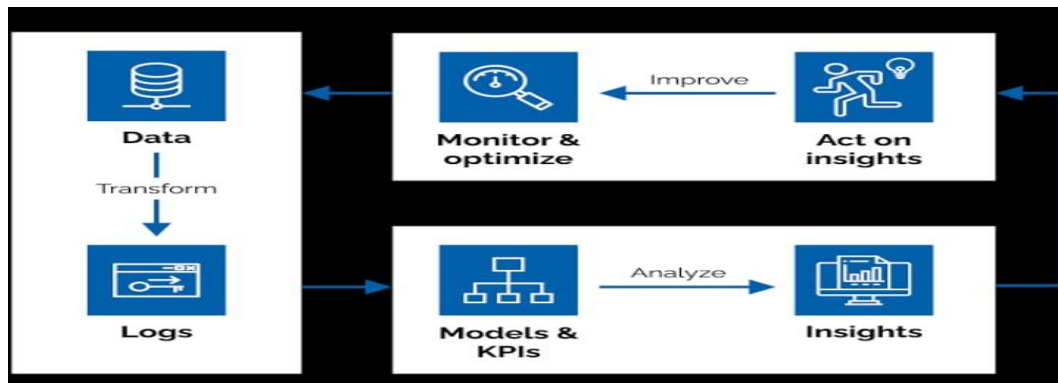 Data
Transform
Logs
Monitor &
optimize
Improve
Act on
insights
Models &
KPIs
Analyze
Insights